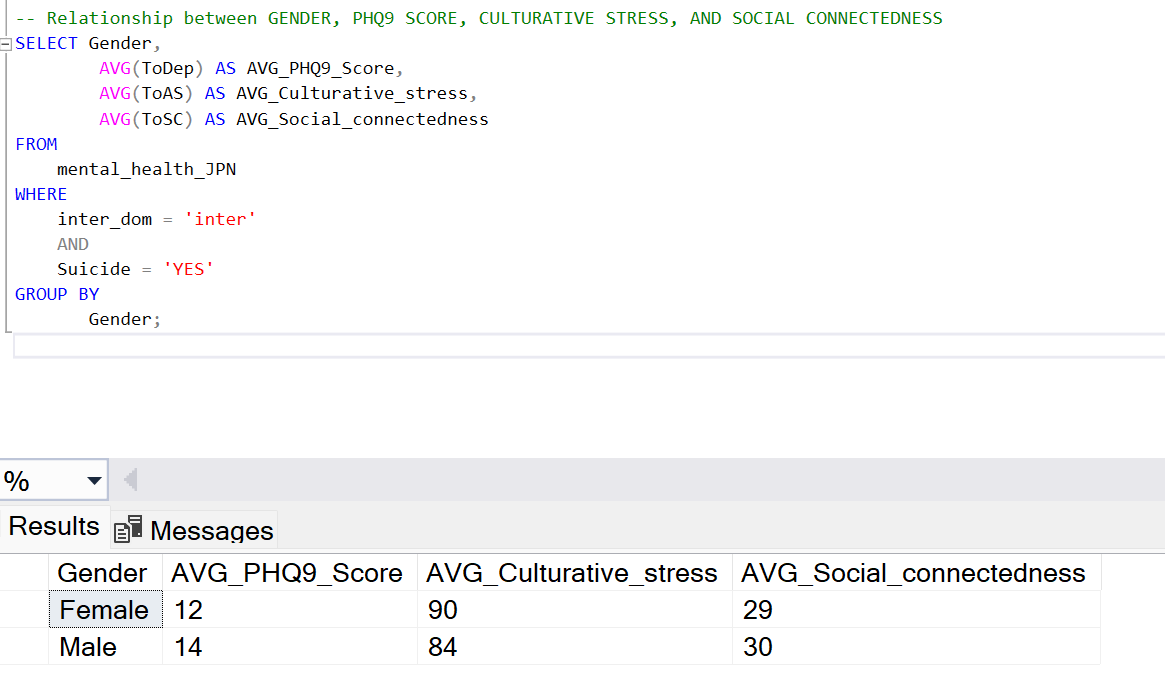 -- Relationship between GENDER, PHQ9 SCORE, CULTURATIVE STRESS, AND SOCIAL CONNECTEDNESS
SELECT Gender,
AVG(ToDep) AS AVG_PHQ9_Score,
AVG(ToAS) AS AVG_Culturative_stress,
AVG(ToSC) AS AVG_Social_connectedness
FROM
mental_health_JPN
WHERE
inter_dom = 'inter'
AND
Suicide = 'YES'
GROUP BY
Gender;
%
Results Messages
Gender AVG_PHQ9_Score AVG_Culturative_stress AVG_Social_connectedness
Female 12 90 29
Male 14 84 30